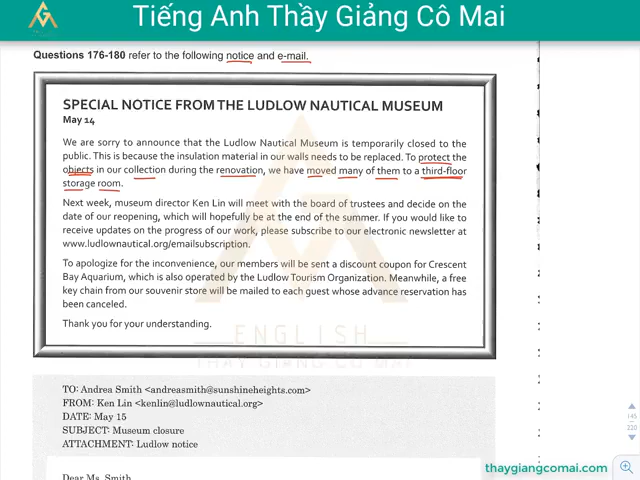 Tiếng Anh Thầy Giảng Cô Mai
Questions 176-180 refer to the following notice and e-mail.
SPECIAL NOTICE FROM THE LUDLOW NAUTICAL MUSEUM
May 14
We are sorry to announce that the Ludlow Nautical Museum is temporarily closed to the
public. This is because the insulation material in our walls needs to be replaced. To protect the
objects in our collection during the renovation, we have moved many of them to a third-floor
storage room.
Next week, museum director Ken Lin will meet with the board of trustees and decide on the
date of our reopening, which will hopefully be at the end of the summer. If you would like to
receive updates on the progress of our work, please subscribe to our electronic newsletter at
www.ludlownautical.org/emailsubscription.
To apologize for the inconvenience, our members will be sent a discount coupon for Crescent
Bay Aquarium, which is also operated by the Ludlow Tourism Organization. Meanwhile, a free
key chain from our souvenir store will be mailed to each guest whose advance reservation has
been canceled.
Thank you for your understanding.
ENGLISH
THAY GIANG CO MAI
TO: Andrea Smith <andreasmith@sunshineheights.com>
FROM: Ken Lin <kenlin@ludlownautical.org>
DATE: May 15
SUBJECT: Museum closure
ATTACHMENT: Ludlow notice
Dear Ms. Smith
145
220
thaygiangcomai.com